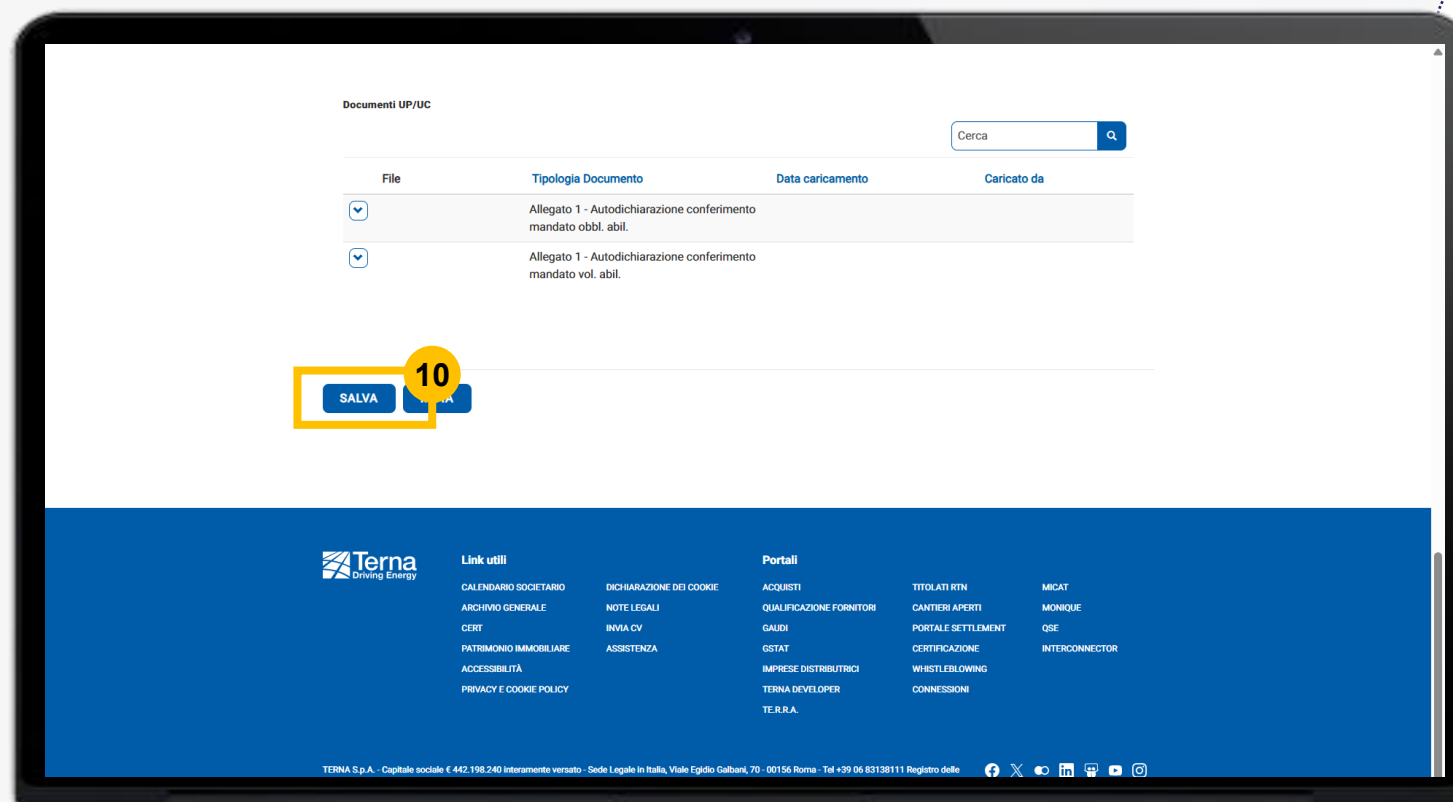 Documenti UP/UC
Cerca
File Tipologia Documento Data caricamento Caricato da
Allegato 1 - Autodichiarazione conferimento
mandato obbl. abil.
Allegato 1 - Autodichiarazione conferimento
mandato vol. abil.
10
SALVA
Terna
Driving Energy
Link utili
CALENDARIO SOCIETARIO DICHIARAZIONE DEI COOKIE
ARCHIVIO GENERALE NOTE LEGALI
CERT INVIA CV
PATRIMONIO IMMOBILIARE ASSISTENZA
ACCESSIBILITÀ
PRIVACY E COOKIE POLICY
Portali
ACQUISTI TITOLATI RTN MICAT
QUALIFICAZIONE FORNITORI CANTIERI APERTI MONIQUE
GAUDI PORTALE SETTLEMENT QSE
GSTAT CERTIFICAZIONE INTERCONNECTOR
IMPRESE DISTRIBUTRICI WHISTLEBLOWING
TERNA DEVELOPER CONNESSIONI
TE.R.R.A.
TERNA S.p.A. - Capitale sociale € 442.198.240 interamente versato - Sede Legale in Italia, Viale Egidio Galbani, 70 - 00156 Roma - Tel +39 06 83138111 Registro delle